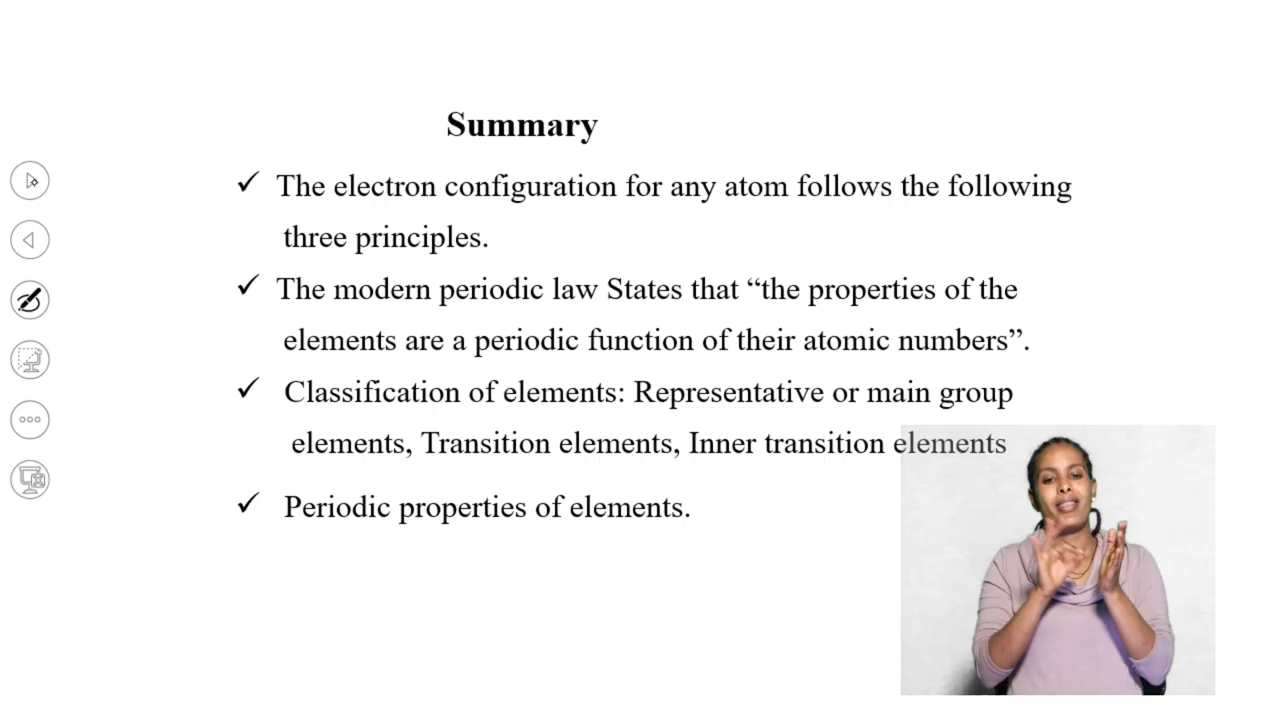 Summary
✓ The electron configuration for any atom follows the following
three principles.
✓ The modern periodic law States that “the properties of the
elements are a periodic function of their atomic numbers”.
✓ Classification of elements: Representative or main group
elements, Transition elements, Inner transition elements
✓ Periodic properties of elements.